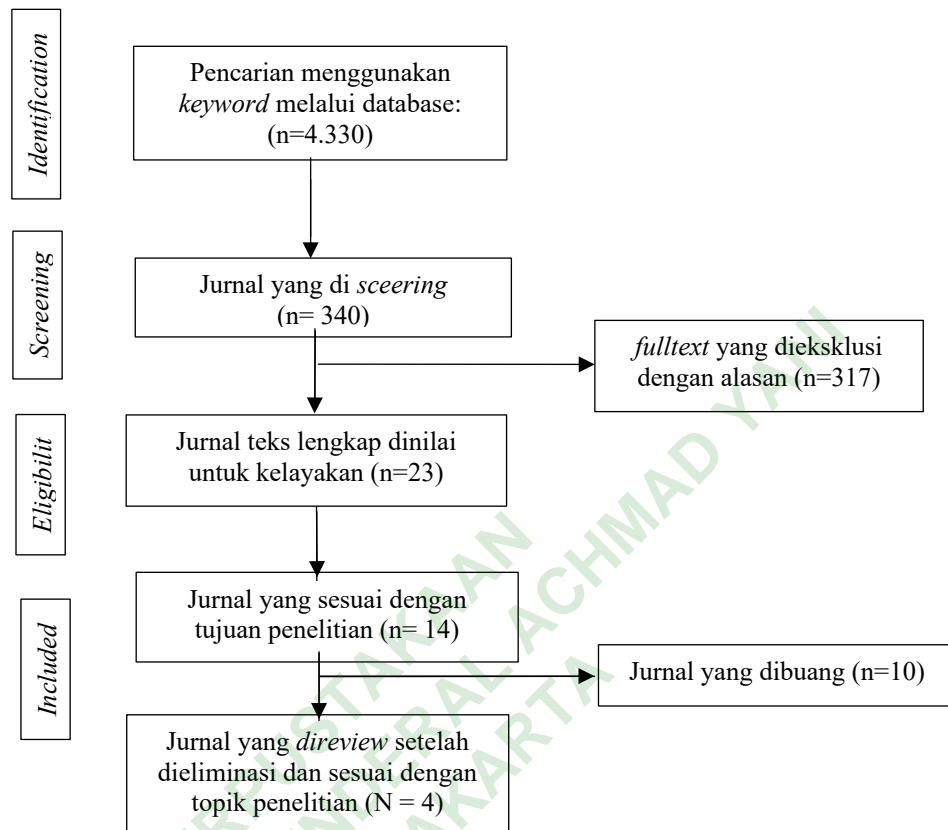 Identification
Pencarian menggunakan
keyword melalui database:
(n=4.330)
Screening
Jurnal yang di sceering
(n= 340)
fulltext yang dieksklusi
dengan alasan (n=317)
Eligibilit
Jurnal teks lengkap dinilai
untuk kelayakan (n=23)
Included
Jurnal yang sesuai dengan
tujuan penelitian (n= 14)
Jurnal yang dibuang (n=10)
Jurnal yang direview setelah
dieliminasi dan sesuai dengan
topik penelitian (N = 4)
ACHMAD YANI